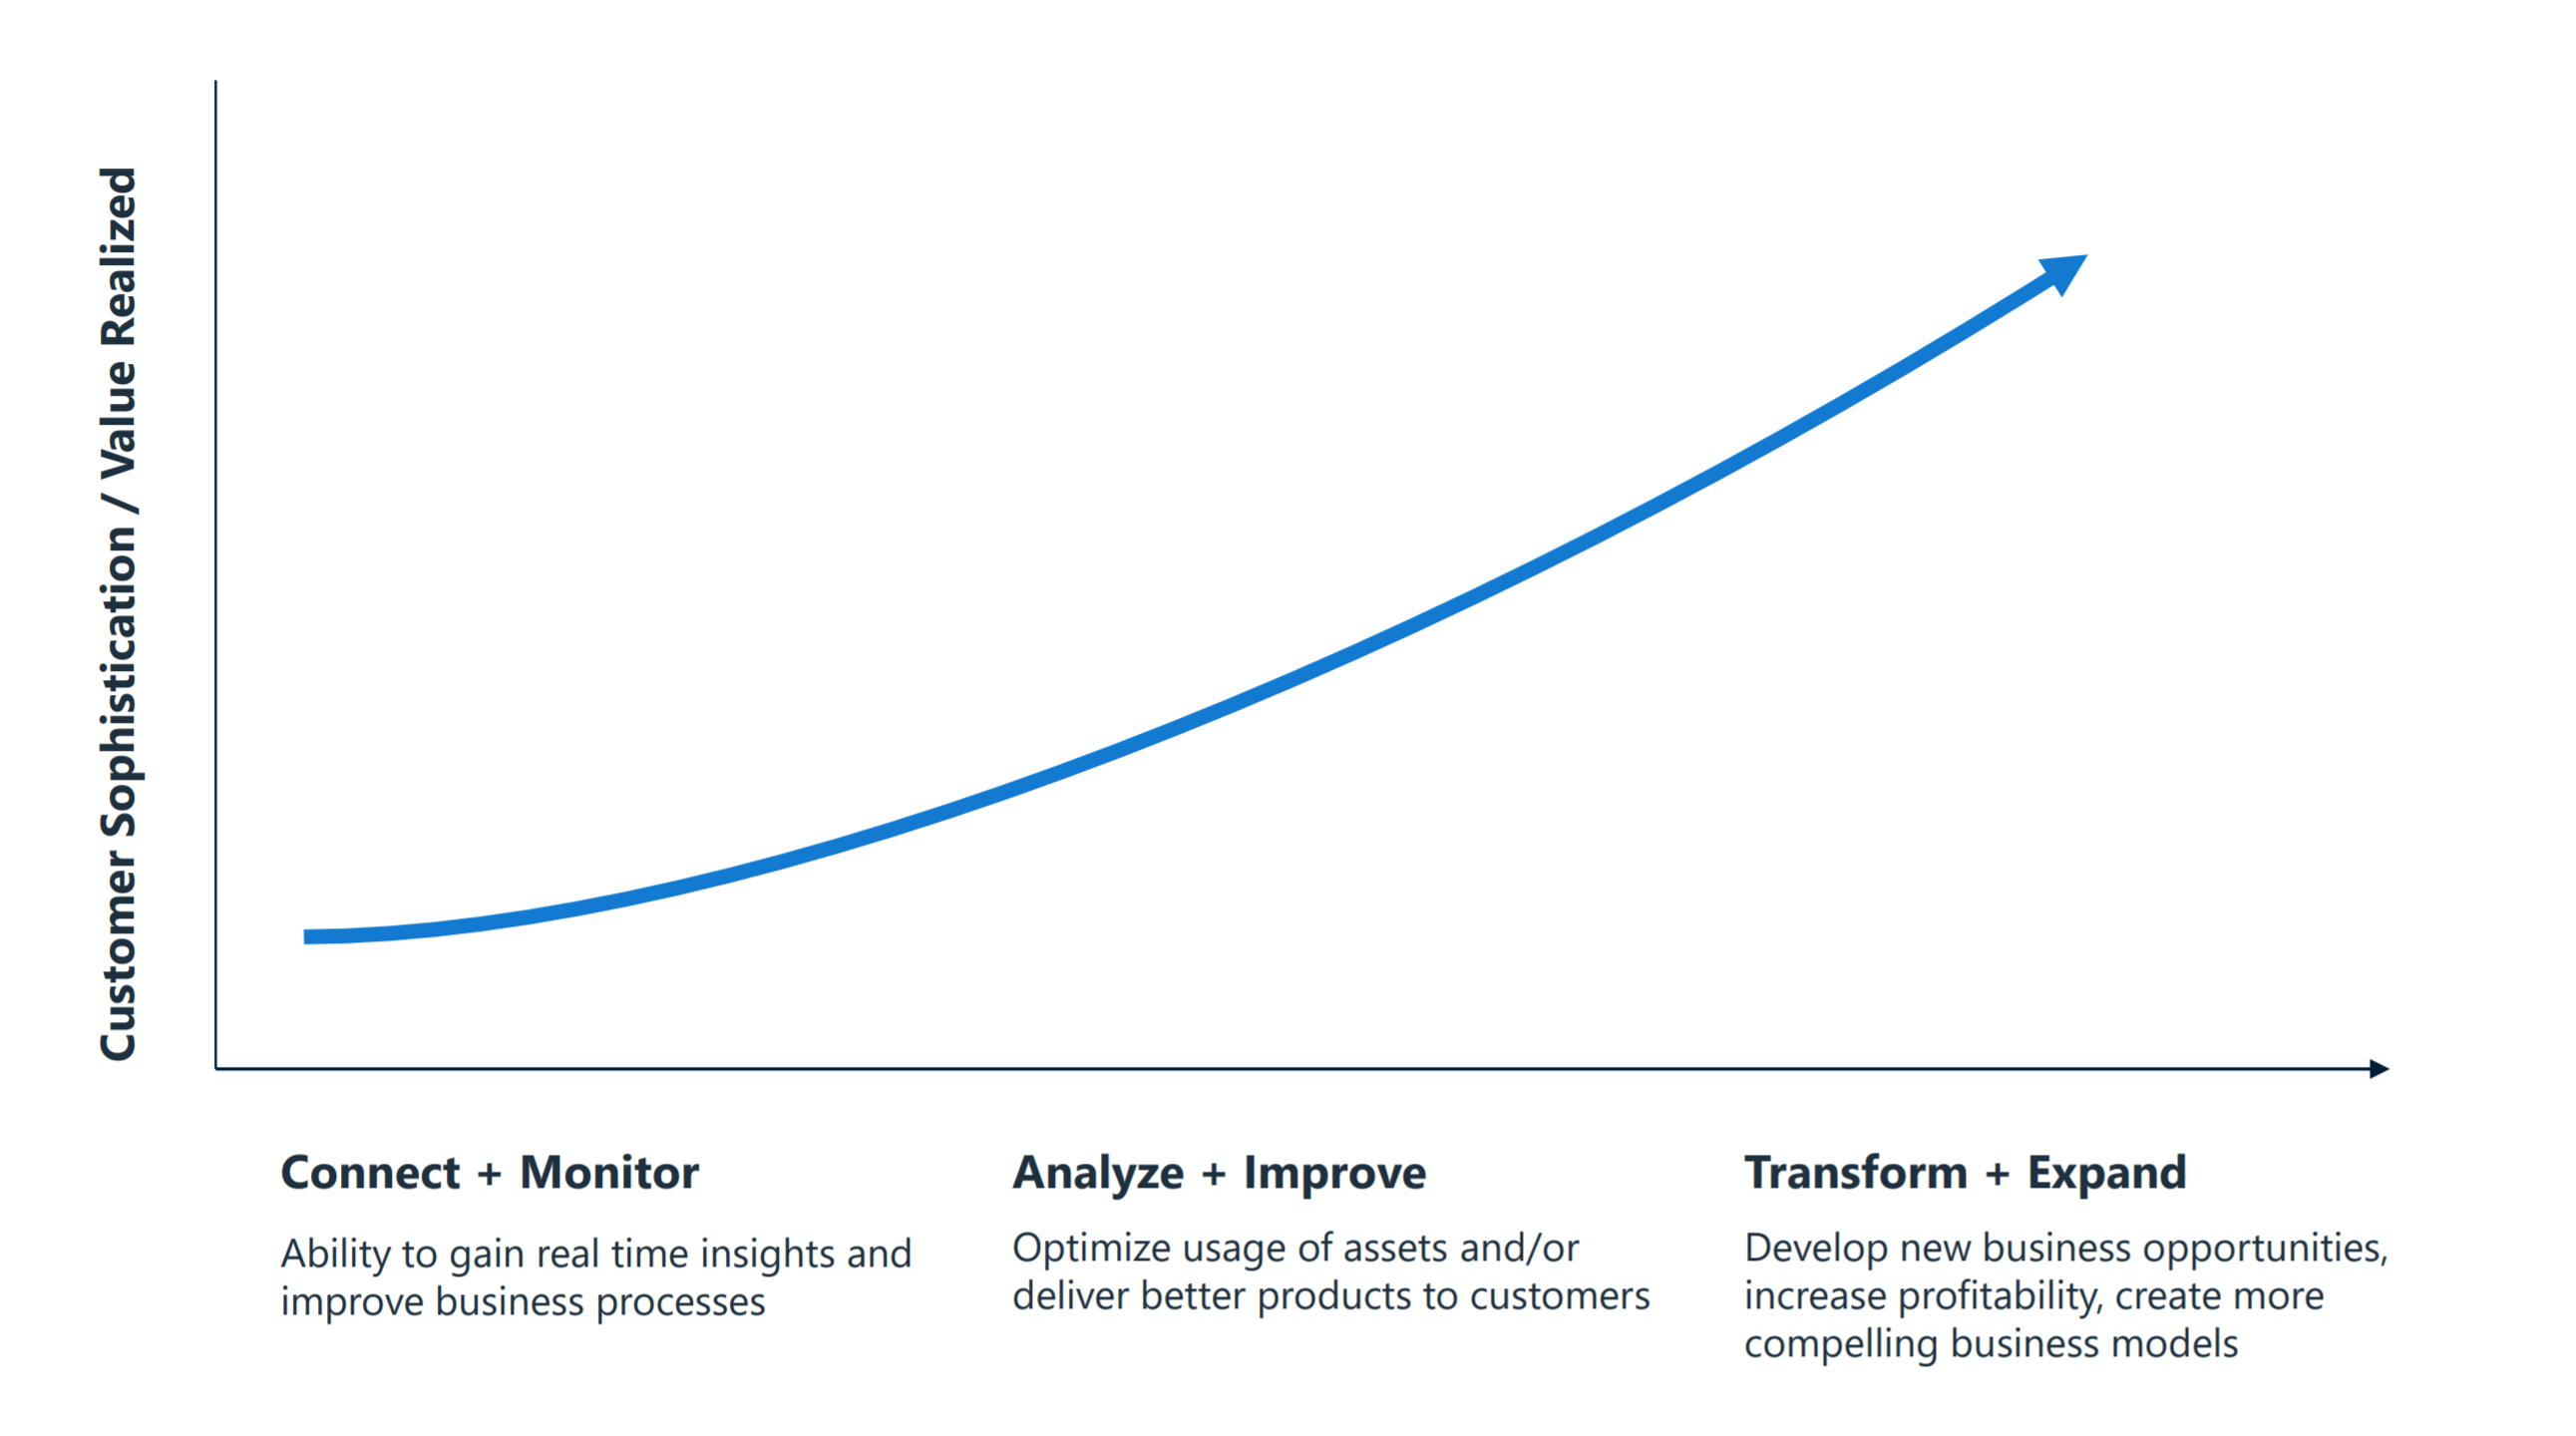 Customer Sophistication / Value Realized
Connect + Monitor
Ability to gain real time insights and
improve business processes
Analyze + Improve
Optimize usage of assets and/or
deliver better products to customers
Transform + Expand
Develop new business opportunities,
increase profitability, create more
compelling business models